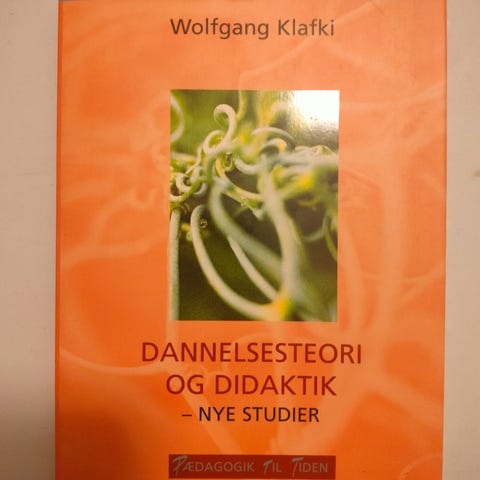 Wolfgang Klafki
DANNELSESTEORI
OG DIDAKTIK
– NYE STUDIER
PÆDAGOGIK TIL TIDEN